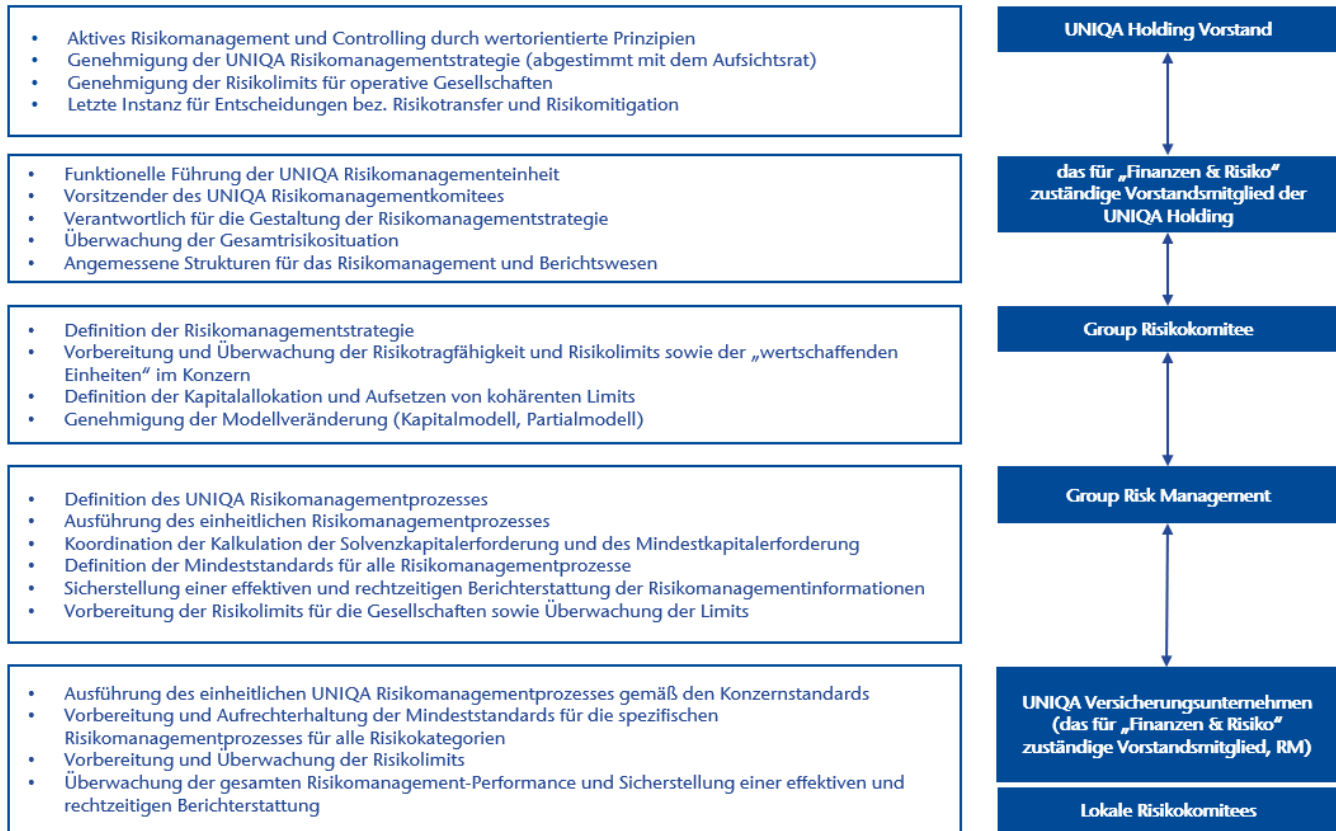 • Aktives Risikomanagement und Controlling durch wertorientierte Prinzipien
• Genehmigung der UNIQA Risikomanagementstrategie (abgestimmt mit dem Aufsichtsrat)
• Genehmigung der Risikolimits für operative Gesellschaften
• Letzte Instanz für Entscheidungen bez. Risikotransfer und Risikomitigation
UNIQA Holding Vorstand
• Funktionelle Führung der UNIQA Risikomanagementeinheit
• Vorsitzender des UNIQA Risikomanagementkomitees
• Verantwortlich für die Gestaltung der Risikomanagementstrategie
• Überwachung der Gesamtrisikosituation
• Angemessene Strukturen für das Risikomanagement und Berichtswesen
das für „Finanzen & Risiko“
zuständige Vorstandsmitglied der
UNIQA Holding
• Definition der Risikomanagementstrategie
• Vorbereitung und Überwachung der Risikotragfähigkeit und Risikolimits sowie der „wertschaffenden
Einheiten“ im Konzern
• Definition der Kapitalallokation und Aufsetzen von kohärenten Limits
• Genehmigung der Modellveränderung (Kapitalmodell, Partialmodell)
Group Risikokomitee
• Definition des UNIQA Risikomanagementprozesses
• Ausführung des einheitlichen Risikomanagementprozesses
• Koordination der Kalkulation der Solvenzkapitalerforderung und des Mindestkapitalerforderung
• Definition der Mindeststandards für alle Risikomanagementprozesse
• Sicherstellung einer effektiven und rechtzeitigen Berichterstattung der Risikomanagementinformationen
• Vorbereitung der Risikolimits für die Gesellschaften sowie Überwachung der Limits
Group Risk Management
• Ausführung des einheitlichen UNIQA Risikomanagementprozesses gemäß den Konzernstandards
• Vorbereitung und Aufrechterhaltung der Mindeststandards für die spezifischen
Risikomanagementprozesses für alle Risikokategorien
• Vorbereitung und Überwachung der Risikolimits
• Überwachung der gesamten Risikomanagement-Performance und Sicherstellung einer effektiven und
rechtzeitigen Berichterstattung
UNIQA Versicherungsunternehmen
(das für „Finanzen & Risiko“
zuständige Vorstandsmitglied, RM)
Lokale Risikokomitees